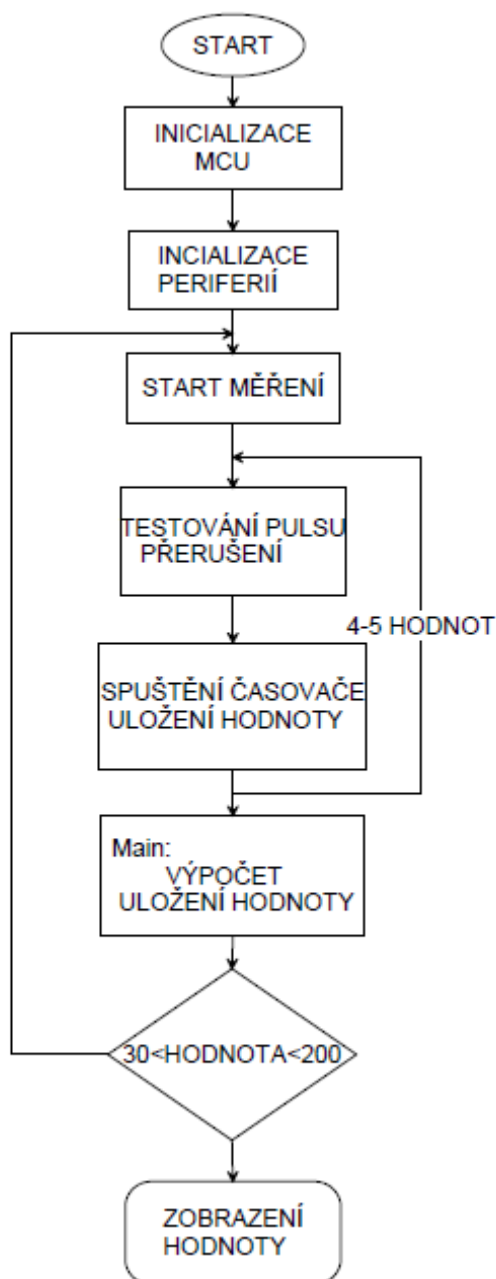 START
INICIALIZACE
MCU
INCIALIZACE
PERIFERIÍ
START MĚŘENÍ
TESTOVÁNÍ PULSU
PŘERUŠENÍ
4-5 HODNOT
SPUŠTĚNÍ ČASOVAČE
ULOŽENÍ HODNOTY
Main:
VÝPOČET
ULOŽENÍ HODNOTY
30<HODNOTA<200
ZOBRAZENÍ
HODNOTY